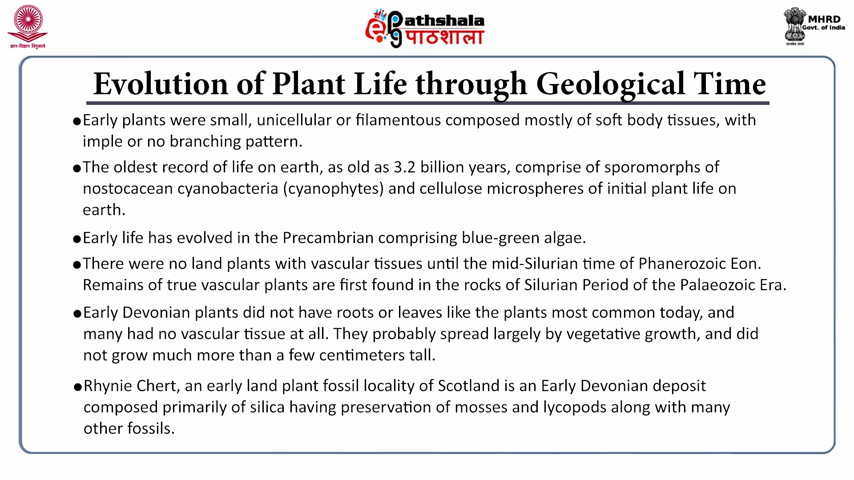 ज्ञान-विज्ञान विमुक्तये
Pathshala
पाठशाला
MHRD
Govt. of India
सत्यमेव जयते
Evolution of Plant Life through Geological Time
●Early plants were small, unicellular or filamentous composed mostly of soft body tissues, with
imple or no branching pattern.
●The oldest record of life on earth, as old as 3.2 billion years, comprise of sporomorphs of
nostocacean cyanobacteria (cyanophytes) and cellulose microspheres of initial plant life on
earth.
●Early life has evolved in the Precambrian comprising blue-green algae.
●There were no land plants with vascular tissues until the mid-Silurian time of Phanerozoic Eon.
Remains of true vascular plants are first found in the rocks of Silurian Period of the Palaeozoic Era.
●Early Devonian plants did not have roots or leaves like the plants most common today, and
many had no vascular tissue at all. They probably spread largely by vegetative growth, and did
not grow much more than a few centimeters tall.
●Rhynie Chert, an early land plant fossil locality of Scotland is an Early Devonian deposit
composed primarily of silica having preservation of mosses and lycopods along with many
other fossils.